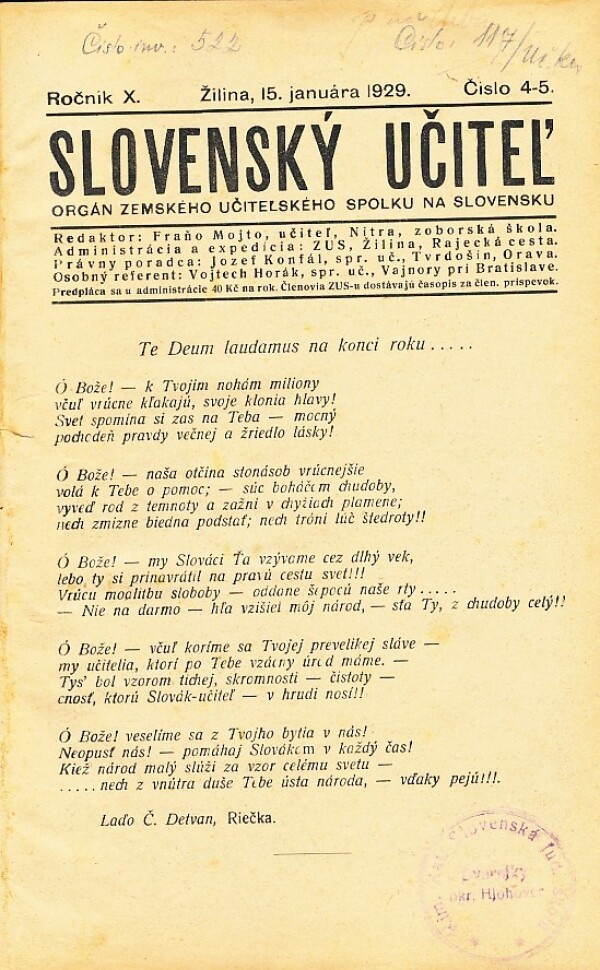 Číslo inv.: 522 Číslo: 117/
Ročník X. Žilina, 15. januára 1929. Číslo 4-5.
SLOVENSKÝ UČITEĽ
ORGÁN ZEMSKÉHO UČITEĽSKÉHO SPOLKU NA SLOVENSKU
Redaktor: Fraňo Mojto, učiteľ, Nitra, zoborská škola.
Administrácia a expedícia: ZUS, Žilina, Rajecká cesta.
Právny poradca: Jozef Konfál, spr. uč., Tvrdošín, Orava.
Osobný referent: Vojtech Horák, spr. uč., Vajnory pri Bratislave.
Predpláca sa u administrácie 40 Kč na rok. Členovia ZUS-u dostávajú časopis za člen. príspevok.
Te Deum laudamus na konci roku . . . . .
Ó Bože! — k Tvojim nohám miliony
včuľ vrúcne kľakajú, svoje klonia hlavy!
Svet spomína si zas na Teba — mocný
pochodeň pravdy večnej a žriedlo lásky!
Ó Bože! — naša otčina stonásob vrúcnejšie
volá k Tebe o pomoc; — súc boháčom chudoby,
vyveď rod z temnoty a zažni v chyžiach plamene;
nech zmizne biedna podstať; nech tróni lúč štedroty!!
Ó Bože! — my Slováci Ťa vzývame cez dlhý vek,
lebo ty si prinavrátil na pravú cestu svet!!!
Vrúcu modlitbu sloboby — oddane šepcú naše rty . . . . .
— Nie na darmo — hľa vzišiel môj národ, — sťa Ty, z chudoby celý!!
Ó Bože! — včuľ koríme sa Tvojej prevelikej sláve —
my učitelia, ktorí po Tebe vzácny úrad máme. —
Tys' bol vzorom tichej, skromnosti — čistoty —
cnosť, ktorú Slovák-učiteľ — v hrudi nosí!!
Ó Bože! veselíme sa z Tvojho bytia v nás!
Neopusť nás! — pomáhaj Slovákom v každý čas!
Kiež národ malý slúži za vzor celému svetu —
. . . . . nech z vnútra duše Tebe ústa národa, — vďaky pejú!!!.
Laďo Č. Detvan, Riečka.
slovenská ľud.
okr. Hlohovec